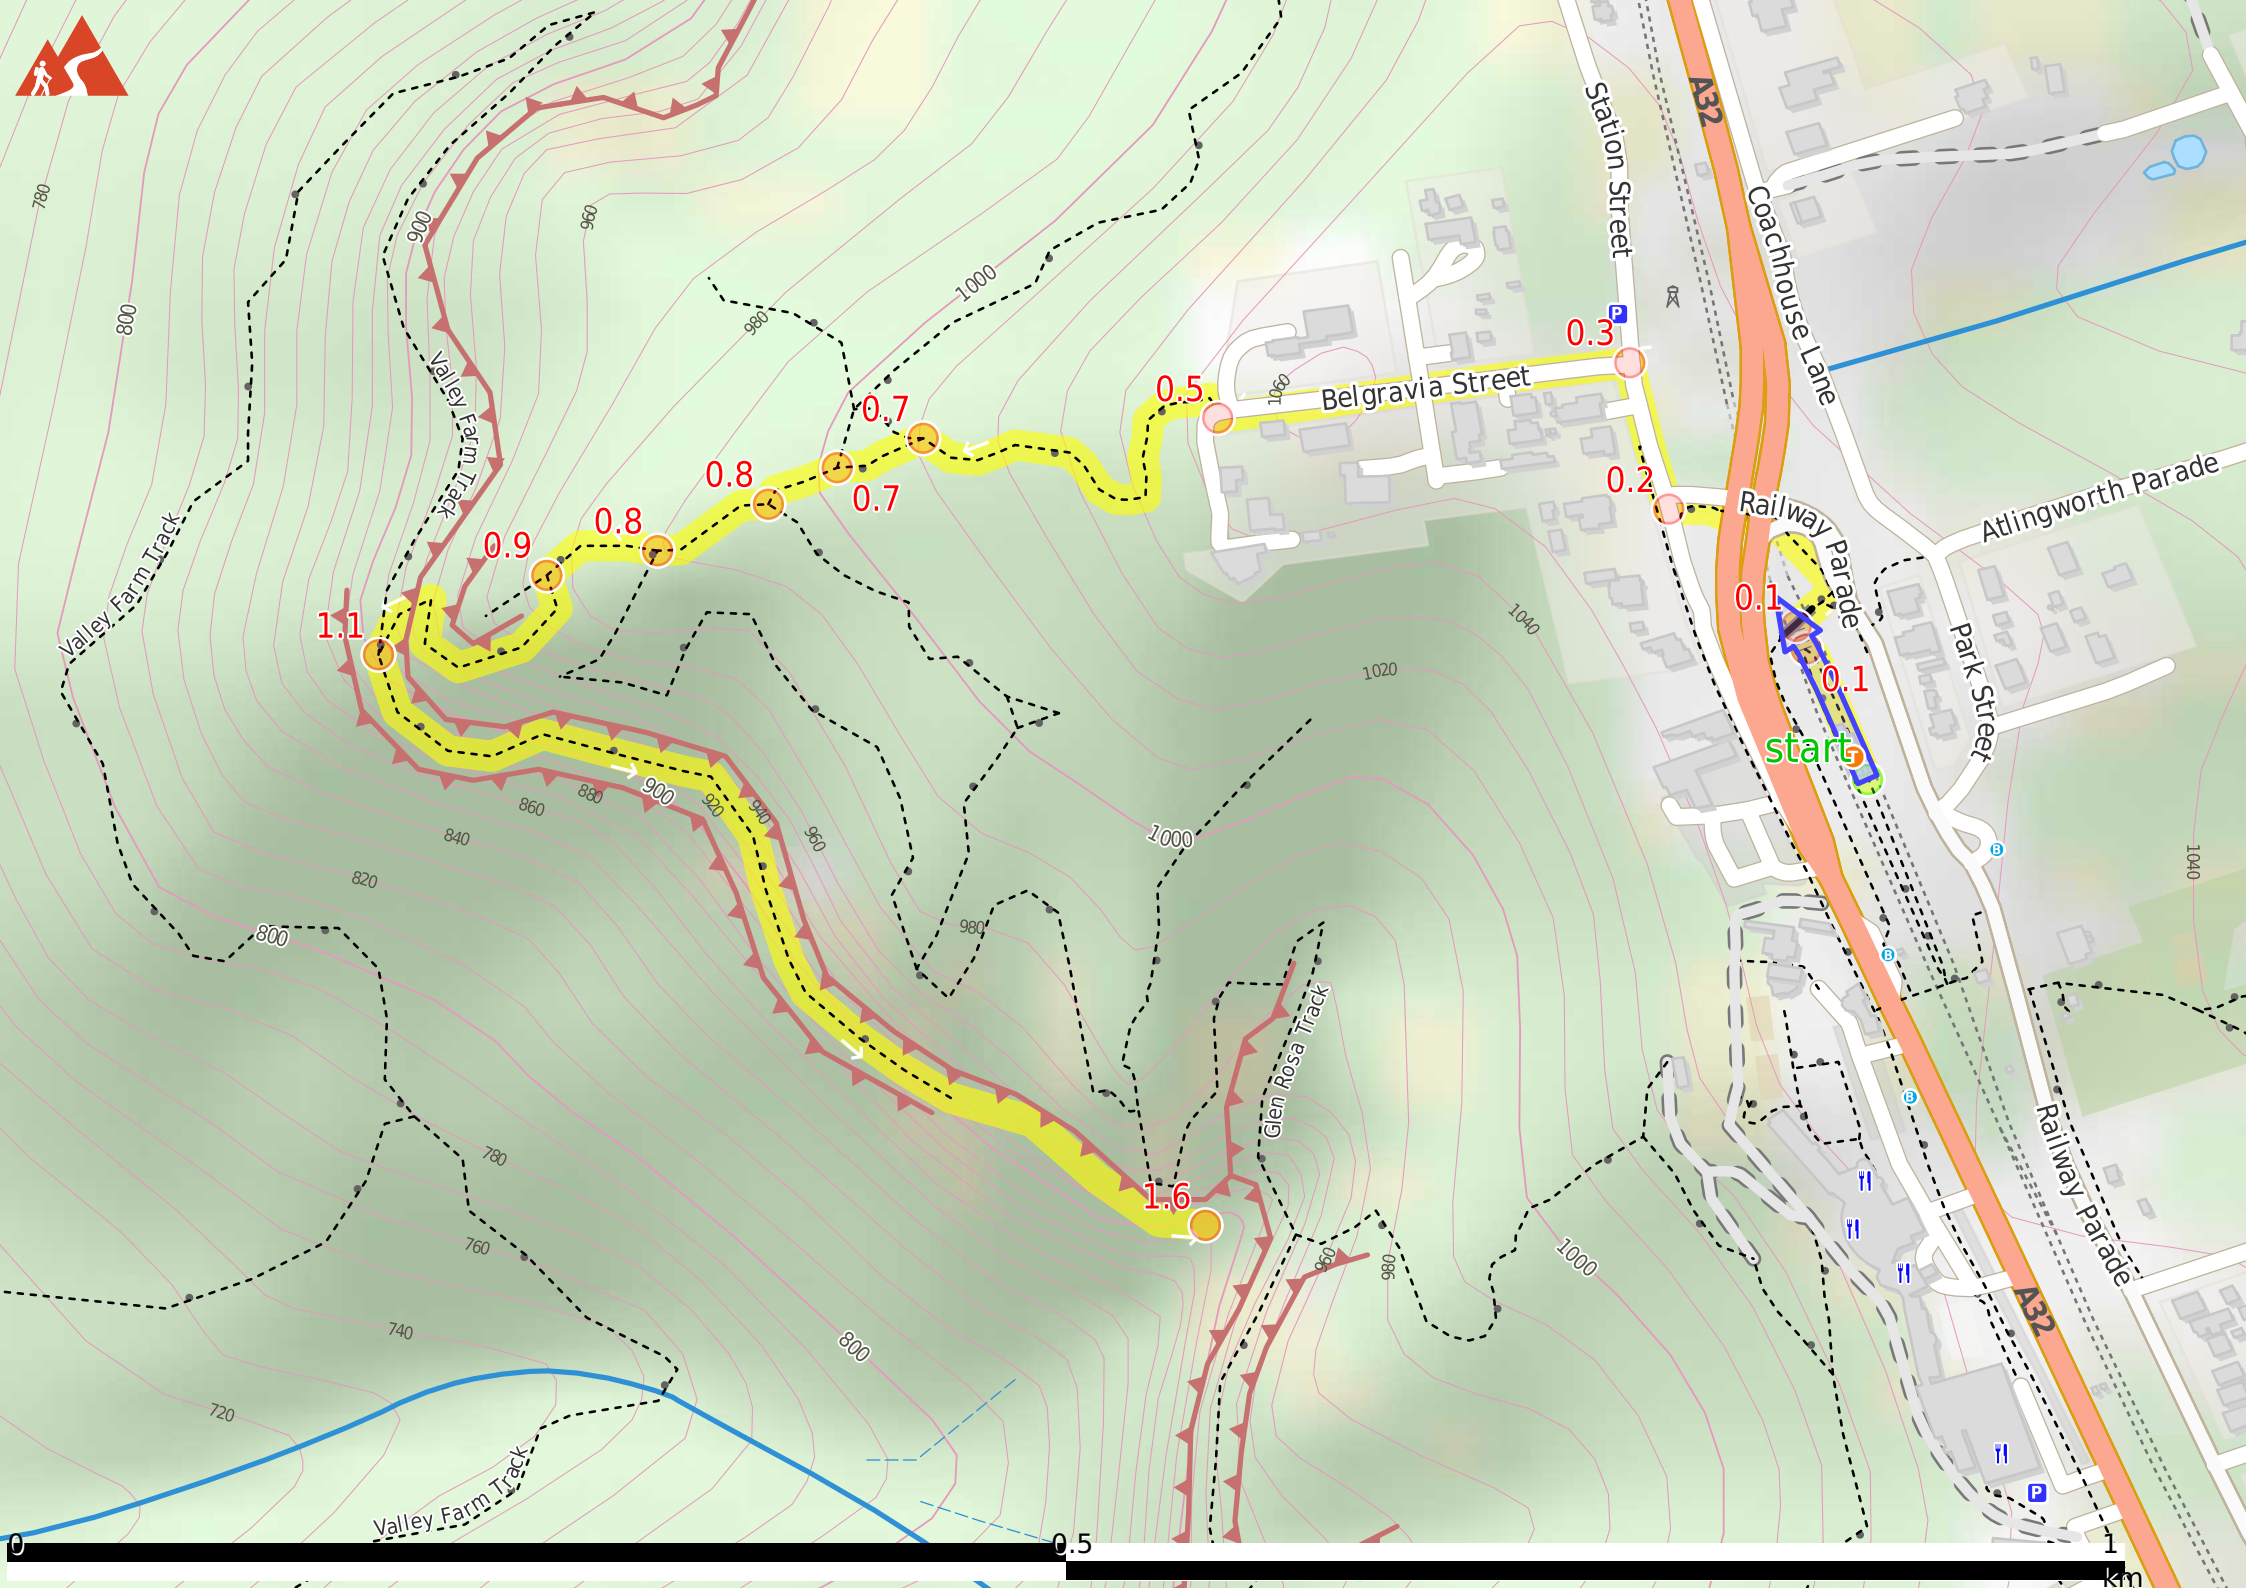 A32
Station Street
780
900
960
Coachhouse Lane
1000
800
980
P
0.3
Valley Farm Track
0.5
1060
Belgravia Street
0.7
0.8
0.7
0.2
Railway Parade
Atlingworth Parade
0.8
0.9
Valley Farm Track
0.1
1.1
1040
Park Street
1020
0.1
start
900
880
860
920
940
960
840
1000
B
1040
820
980
800
B
Glen Rosa Track
B
780
Railway Parade
1.6
760
960
980
1000
A32
740
800
720
Valley Farm Track
P
0
0.5
1
km